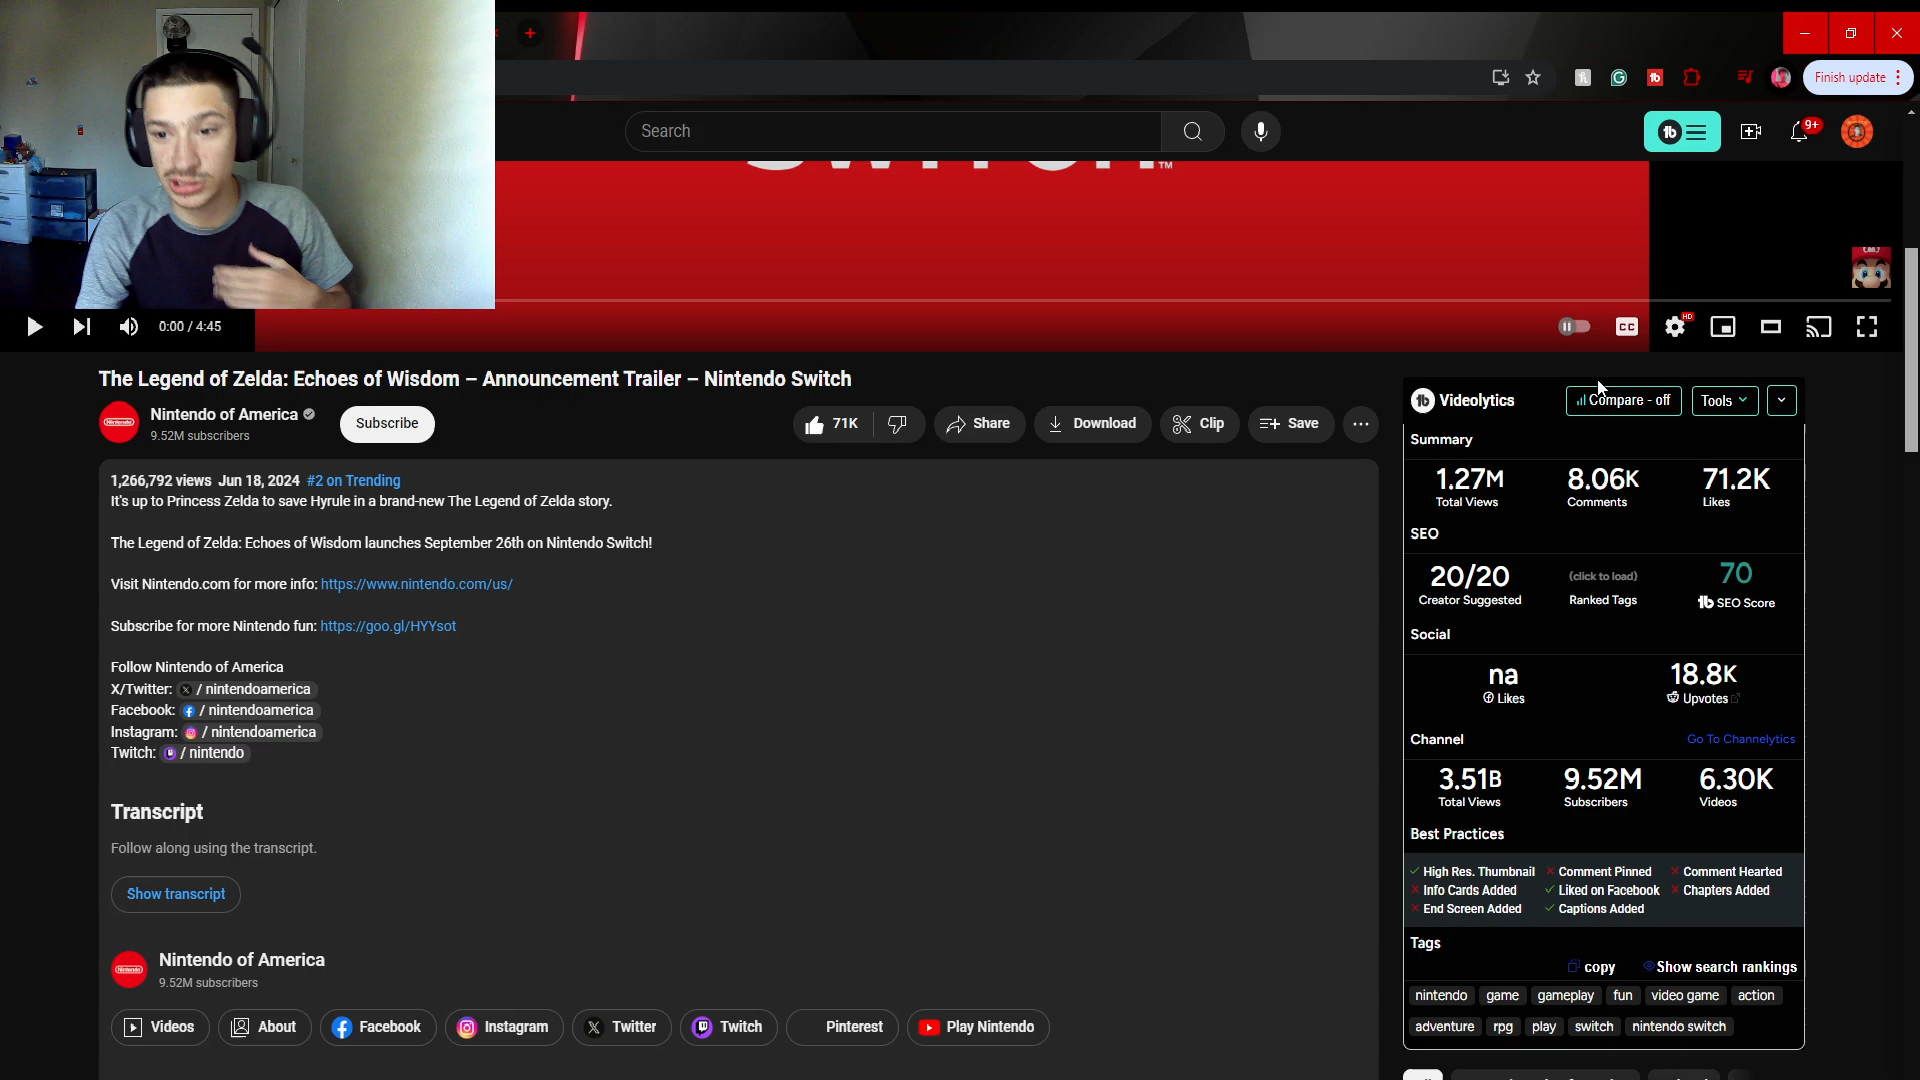 Finish update
Search
9+
™
0:00 / 4:45
CC
HD
The Legend of Zelda: Echoes of Wisdom – Announcement Trailer – Nintendo Switch
Nintendo of America
9.52M subscribers
Subscribe
71K
Share
Download
Clip
Save
1,266,792 views Jun 18, 2024 #2 on Trending
It's up to Princess Zelda to save Hyrule in a brand-new The Legend of Zelda story.
The Legend of Zelda: Echoes of Wisdom launches September 26th on Nintendo Switch!
Visit Nintendo.com for more info: https://www.nintendo.com/us/
Subscribe for more Nintendo fun: https://goo.gl/HYYsot
Follow Nintendo of America
X/Twitter: / nintendoamerica
Facebook: / nintendoamerica
Instagram: / nintendoamerica
Twitch: / nintendo
Transcript
Follow along using the transcript.
Show transcript
Nintendo of America
9.52M subscribers
Videos
About
Facebook
Instagram
Twitter
Twitch
Pinterest
Play Nintendo
Videolytics
Compare - off
Tools
Summary
1.27M 8.06K 71.2K
Total Views Comments Likes
SEO
20/20 (click to load) 70
Creator Suggested Ranked Tags SEO Score
Social
na 18.8K
Likes Upvotes
Channel Go To Channelytics
3.51B 9.52M 6.30K
Total Views Subscribers Videos
Best Practices
High Res. Thumbnail Comment Pinned Comment Hearted
Info Cards Added Liked on Facebook Chapters Added
End Screen Added Captions Added
Tags
copy Show search rankings
nintendo game gameplay fun video game action
adventure rpg play switch nintendo switch